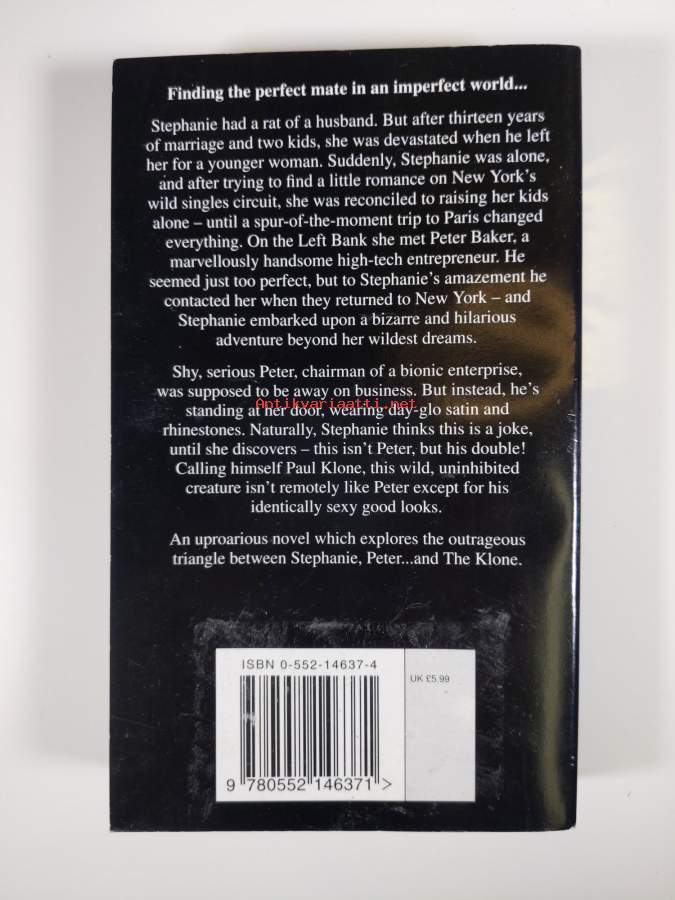 Finding the perfect mate in an imperfect world...
Stephanie had a rat of a husband. But after thirteen years
of marriage and two kids, she was devastated when he left
her for a younger woman. Suddenly, Stephanie was alone,
and after trying to find a little romance on New York's
wild singles circuit, she was reconciled to raising her kids
alone – until a spur-of-the-moment trip to Paris changed
everything. On the Left Bank she met Peter Baker, a
marvellously handsome high-tech entrepreneur. He
seemed just too perfect, but to Stephanie's amazement he
contacted her when they returned to New York – and
Stephanie embarked upon a bizarre and hilarious
adventure beyond her wildest dreams.
Shy, serious Peter, chairman of a bionic enterprise,
was supposed to be away on business. But instead, he's
Antikvariaatti.net
standing at her door, wearing day-glo satin and
rhinestones. Naturally, Stephanie thinks this is a joke,
until she discovers – this isn't Peter, but his double!
Calling himself Paul Klone, this wild, uninhibited
creature isn't remotely like Peter except for his
identically sexy good looks.
An uproarious novel which explores the outrageous
triangle between Stephanie, Peter...and The Klone.
ISBN 0-552-14637-4
UK £5.99
9 780552 146371 >